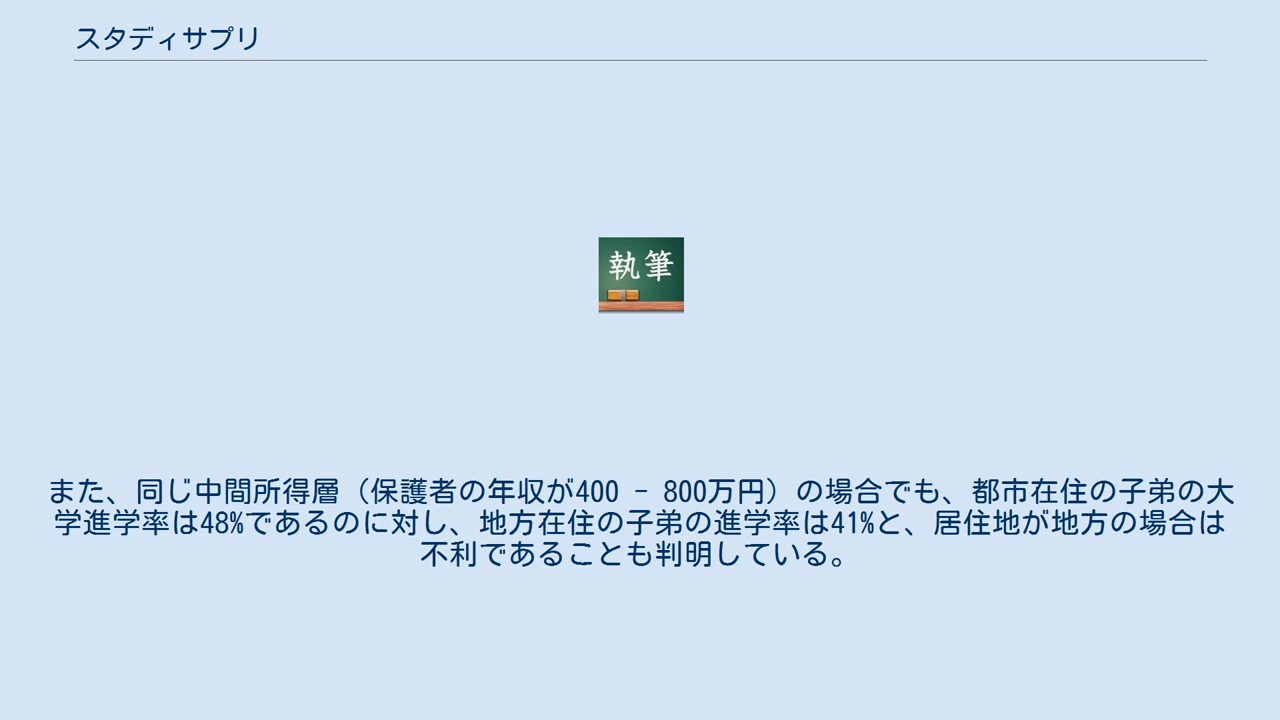 スタディサプリ
執筆
また、同じ中間所得層（保護者の年収が400 - 800万円）の場合でも、都市在住の子弟の大
学進学率は48%であるのに対し、地方在住の子弟の進学率は41%と、居住地が地方の場合は
不利であることも判明している。